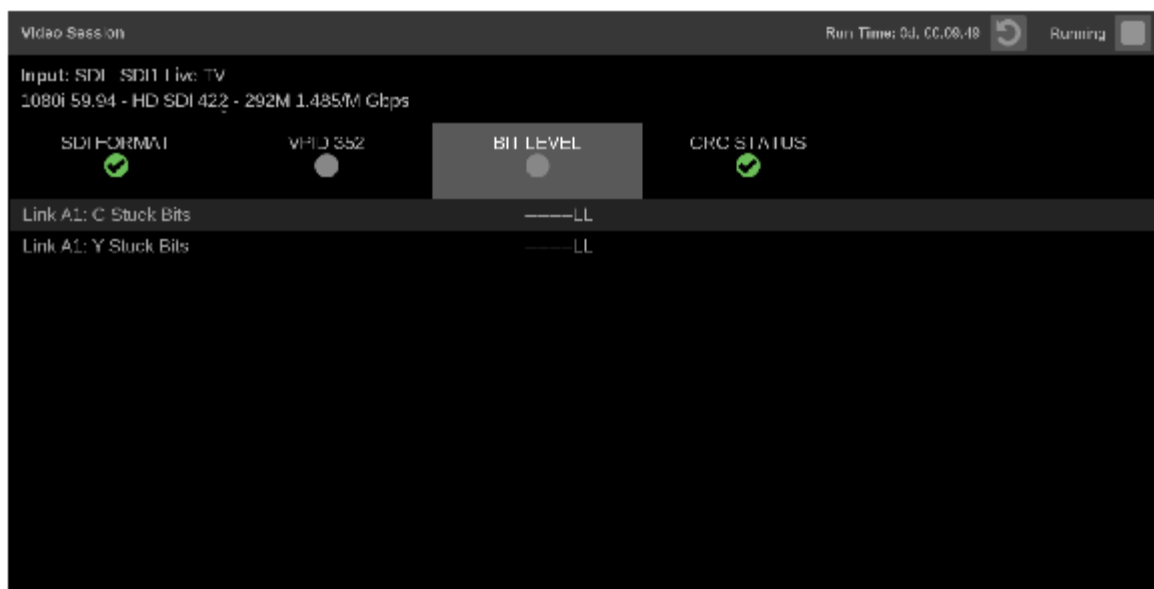 Video Session
Run Time: 0d, 00:09:49
Running
Input: SDI SDI1 Live TV
1080i 59.94 - HD SDI 422 - 292M 1.485/M Gbps
SDI FORMAT
VPID 352
BIT LEVEL
CRC STATUS
Link A1: C Stuck Bits
--------LL
Link A1: Y Stuck Bits
--------LL